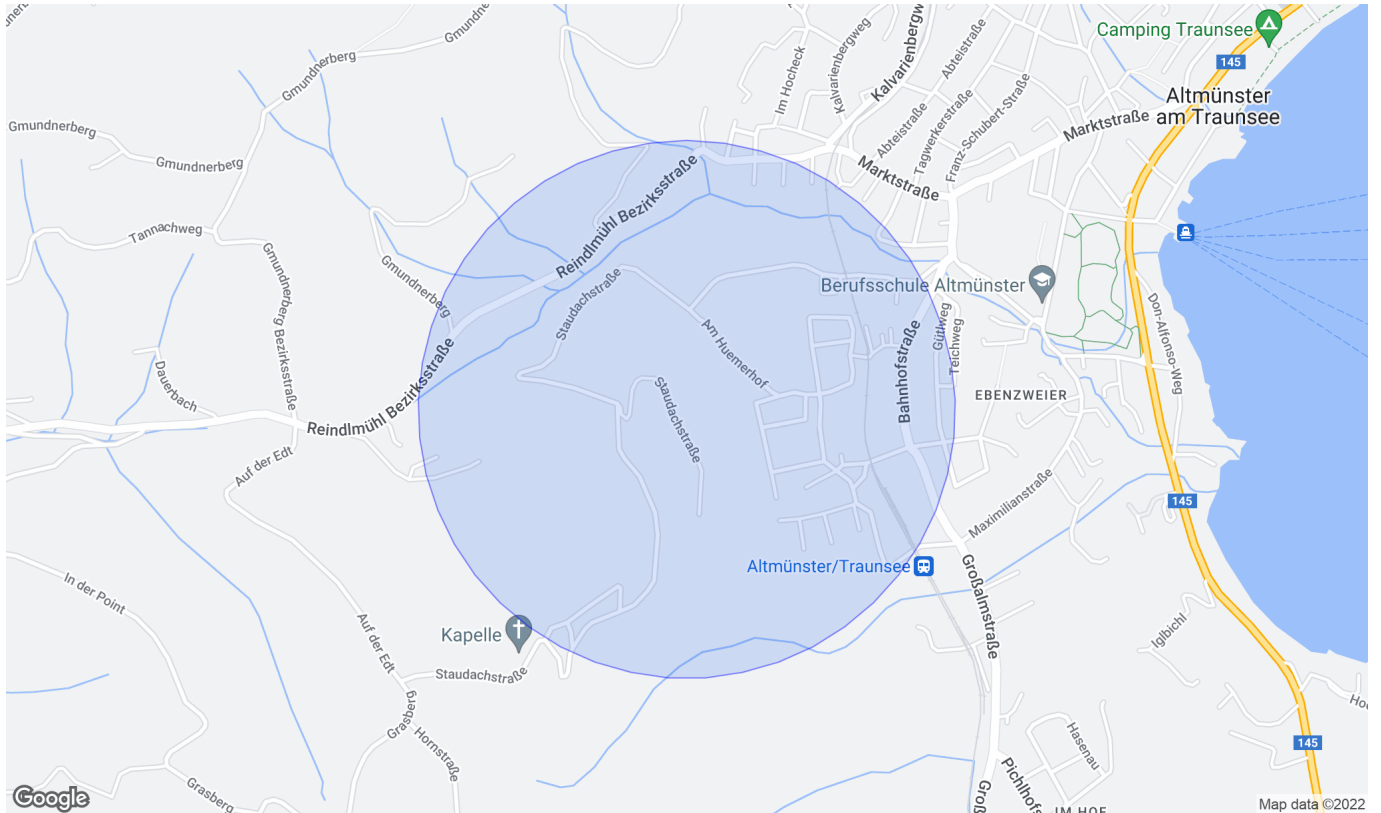 Gmundnerberg
Camping Traunsee
145
Altmünster
am Traunsee
Kalvarienbergweg
Kalvarienbergweg
Im Hocheck
Abteistraße
Gmundnerberg
Gmundnerberg
Gmundnerberg
Abteistraße
Tagwerkerstraße
Franz-Schubert-Straße
Marktstraße
Marktstraße
Reindlmühl Bezirksstraße
Tannachweg
Gmundnerberg Bezirksstraße
Gmundnerberg
Staudachstraße
Berufsschule Altmünster
Don-Alfonso-Weg
Am Huemerhof
Bahnhofstraße
Gütlweg
Teichweg
Dauerbach
Reindlmühl Bezirksstraße
Staudachstraße
EBENZWEIER
Auf der Edt
Maximilianstraße
145
In der Point
Altmünster/Traunsee
Großalmstraße
Auf der Edt
Kapelle
Iglbichl
Staudachstraße
Grasberg
Hornstraße
Hasenau
145
Grasberg
Google
IM HOF
Map data ©2022